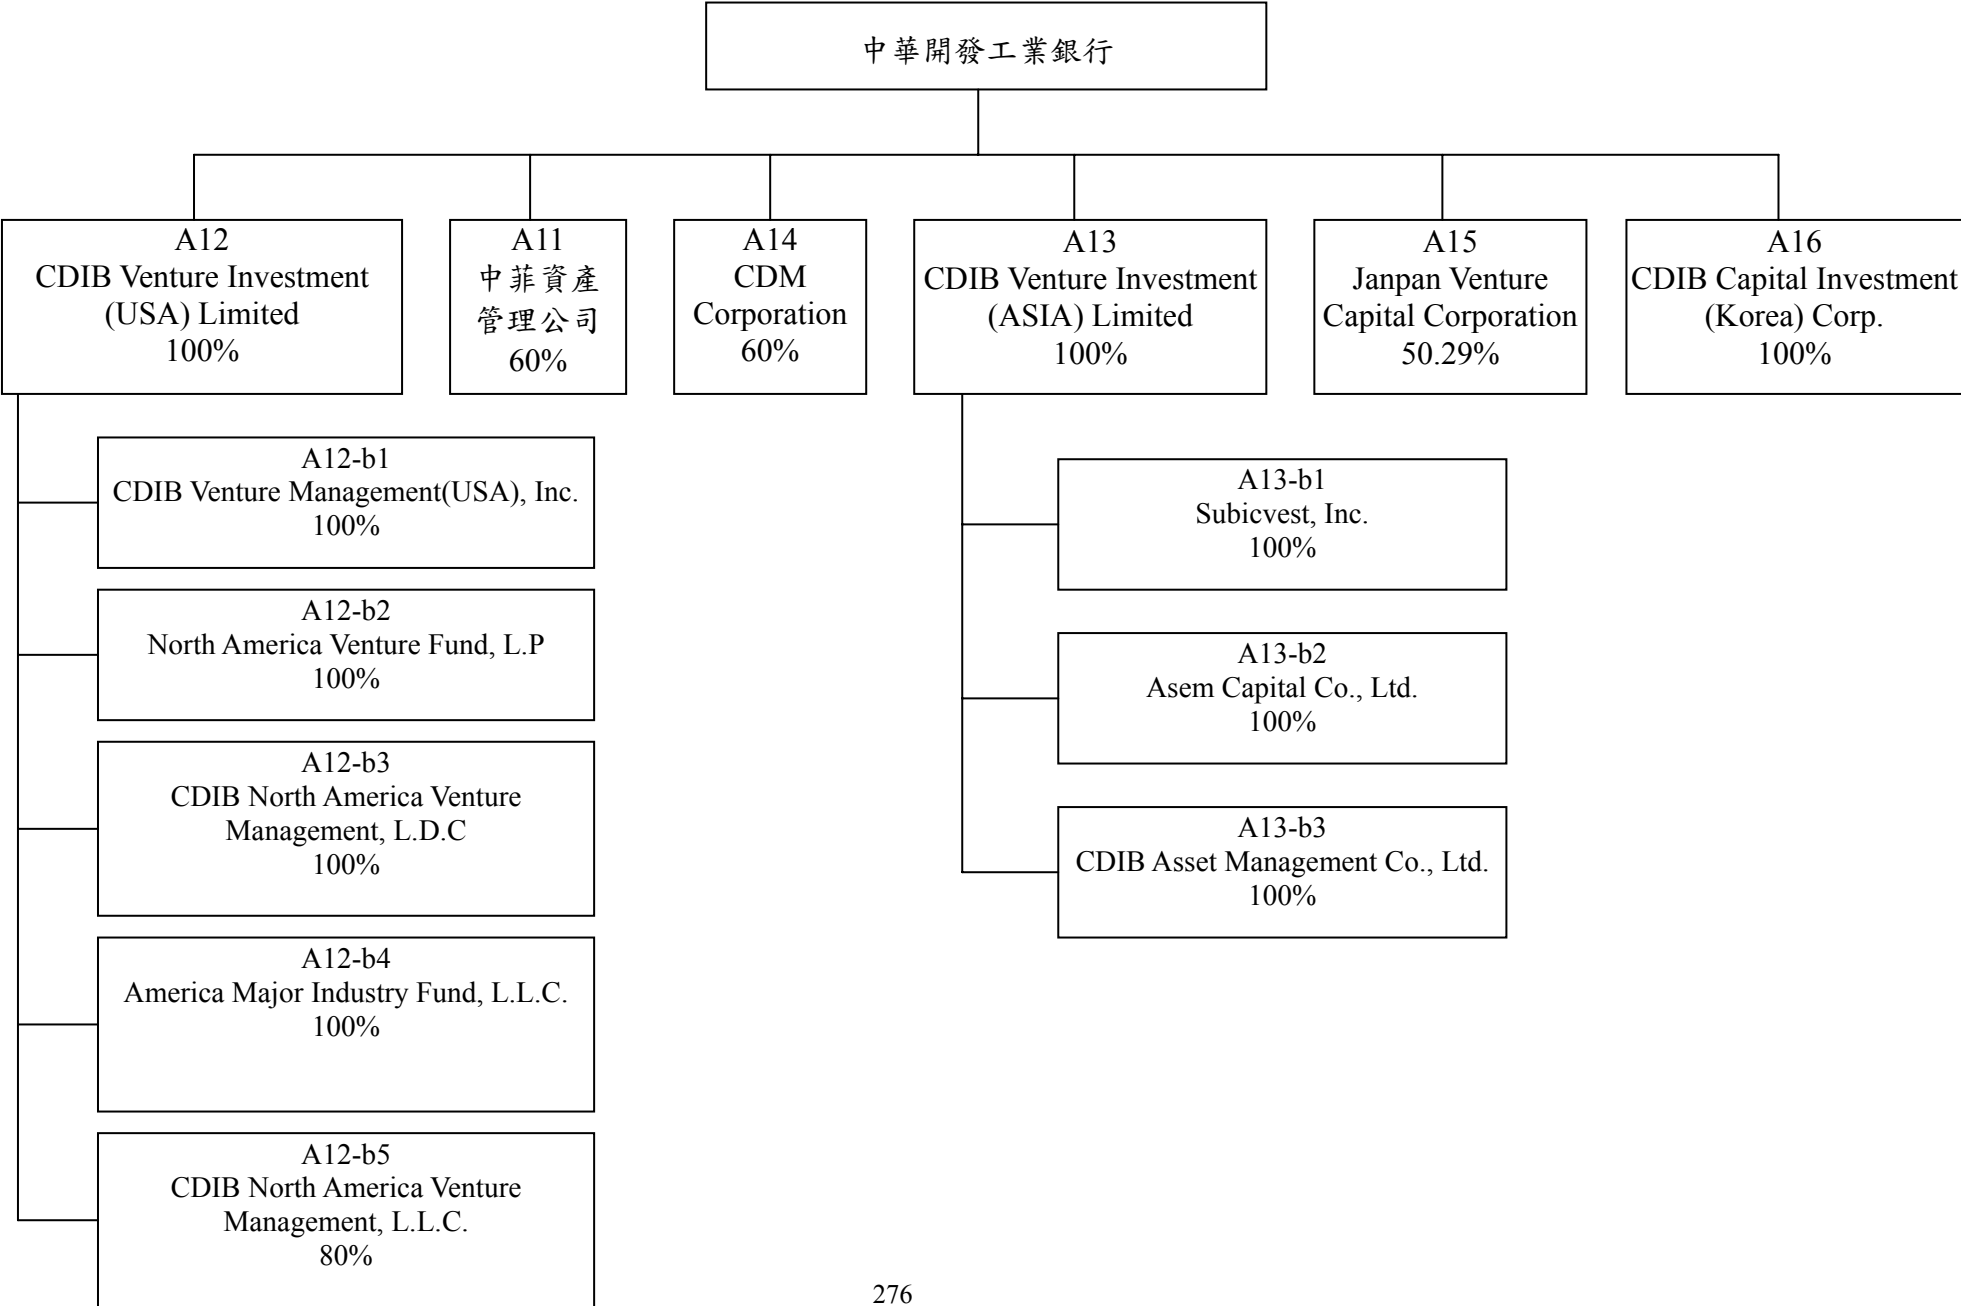 中華開發工業銀行
A12
CDIB Venture Investment
(USA) Limited
100%
A11
中菲資產
管理公司
60%
A14
CDM
Corporation
60%
A13
CDIB Venture Investment
(ASIA) Limited
100%
A15
Janpan Venture
Capital Corporation
50.29%
A16
CDIB Capital Investment
(Korea) Corp.
100%
A12-b1
CDIB Venture Management(USA), Inc.
100%
A12-b2
North America Venture Fund, L.P
100%
A12-b3
CDIB North America Venture
Management, L.D.C
100%
A12-b4
America Major Industry Fund, L.L.C.
100%
A12-b5
CDIB North America Venture
Management, L.L.C.
80%
A13-b1
Subicvest, Inc.
100%
A13-b2
Asem Capital Co., Ltd.
100%
A13-b3
CDIB Asset Management Co., Ltd.
100%
276